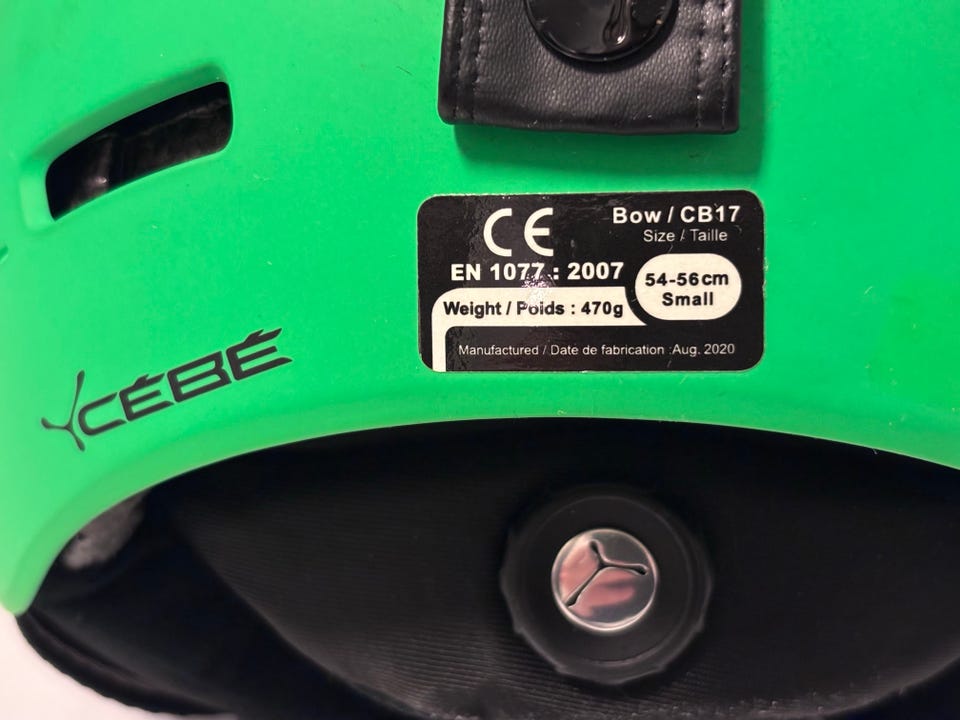 CE
Bow / CB17
Size / Taille
EN 1077 : 2007
54-56cm
Small
Weight / Poids : 470g
Manufactured / Date de fabrication :Aug. 2020
CÉBÉ